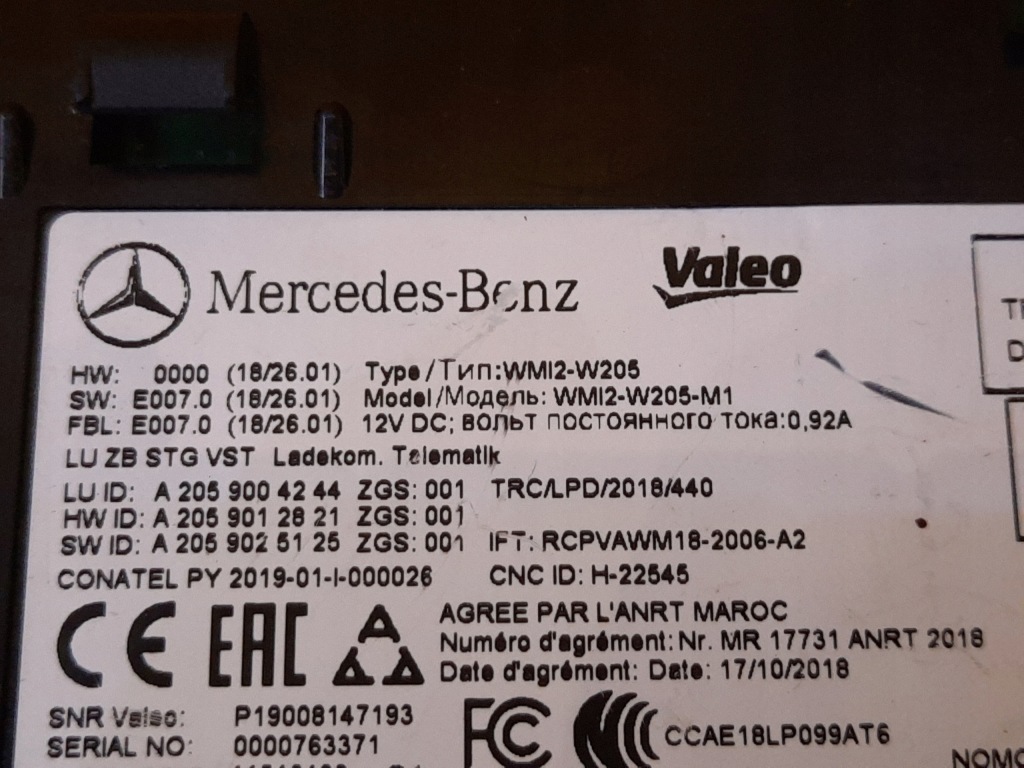 Mercedes-Benz
Valeo
HW: 0000 (18/26.01) Type/Тип:WMI2-W205
SW: E007.0 (18/26.01) Model/Модель: WMI2-W205-M1
FBL: E007.0 (18/26.01) 12V DC; вольт постоянного тока:0,92A
LU ZB STG VST Ladekom. Telematik
LU ID: A 205 900 42 44 ZGS: 001 TRC/LPD/2018/440
HW ID: A 205 901 28 21 ZGS: 001
SW ID: A 205 902 51 25 ZGS: 001 IFT: RCPVAWM18-2006-A2
CONATEL PY 2019-01-I-000026 CNC ID: H-22545
CE EAC
AGREE PAR L'ANRT MAROC
Numéro d'agrément: Nr. MR 17731 ANRT 2018
Date d'agrément: Date: 17/10/2018
SNR Valeo: P19008147193
SERIAL NO: 0000763371
FC CCAE18LP099AT6